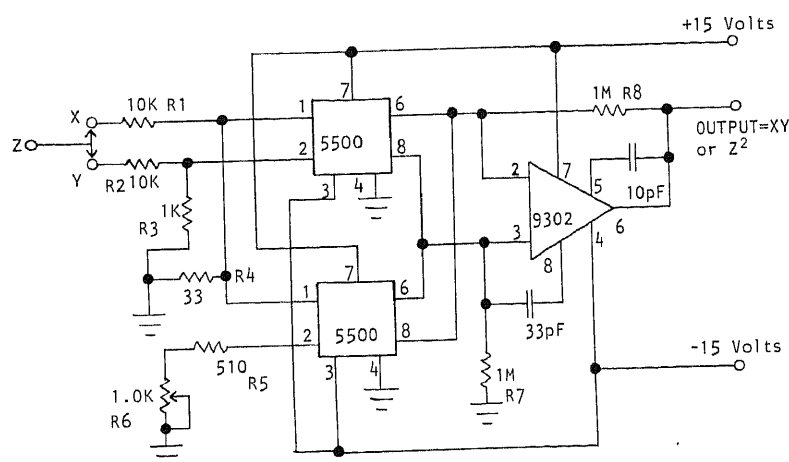 +15 Volts
10K R1
1M R8
X
Z
Y
R2 10K
1K
R3
33
R4
1
2
7
6
8
3
4
5500
OUTPUT=XY
or Z²
2
3
7
5
9302
6
4
8
10pF
33pF
1
2
7
6
8
3
4
5500
510
R5
1.0K
R6
1M
R7
-15 Volts